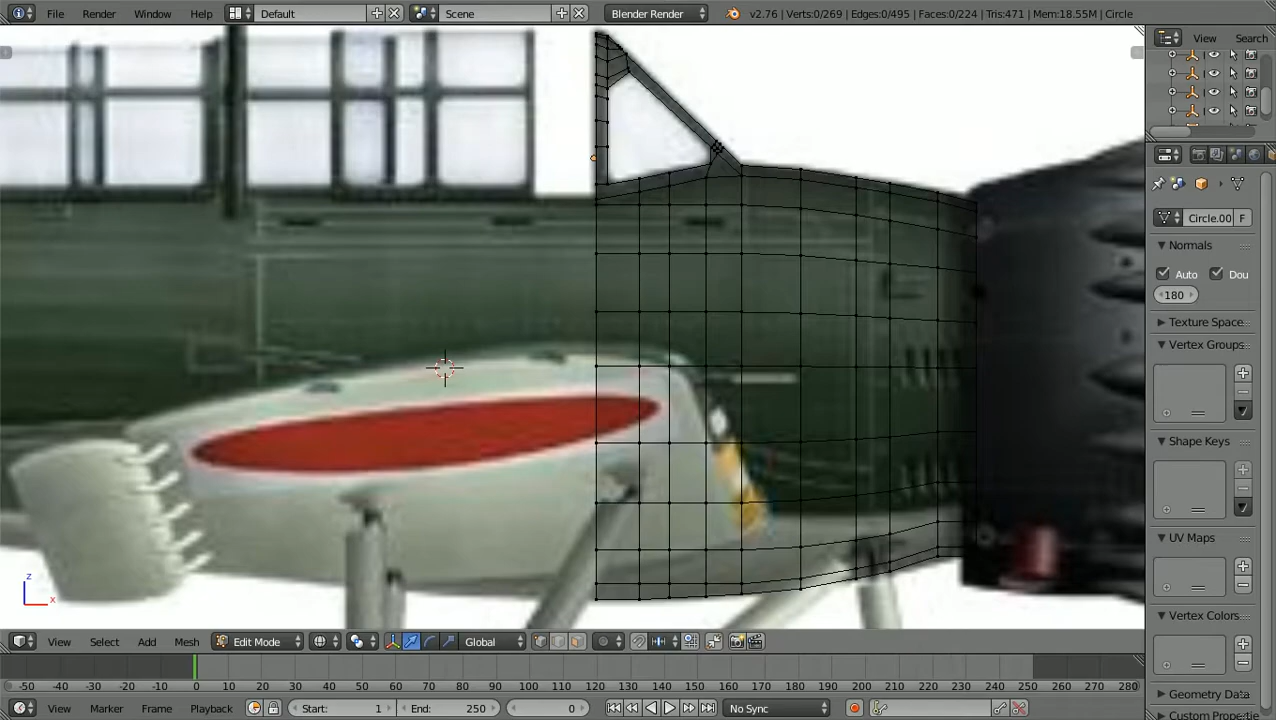 File Render Window Help Default Scene Blender Render v2.76 | Verts:0/269 | Edges:0/495 | Faces:0/224 | Tris:471 | Mem:18.55M | Circle
View Search
Circle.00 F
Normals
Auto Dou
180
Texture Space
Vertex Groups
Shape Keys
UV Maps
Vertex Colors
Geometry Data
Custom Properties
z
x
View Select Add Mesh Edit Mode Global
-50 -40 -30 -20 -10 0 10 20 30 40 50 60 70 80 90 100 110 120 130 140 150 160 170 180 190 200 210 220 230 240 250 260 270 280
View Marker Frame Playback Start: 1 End: 250 0 No Sync